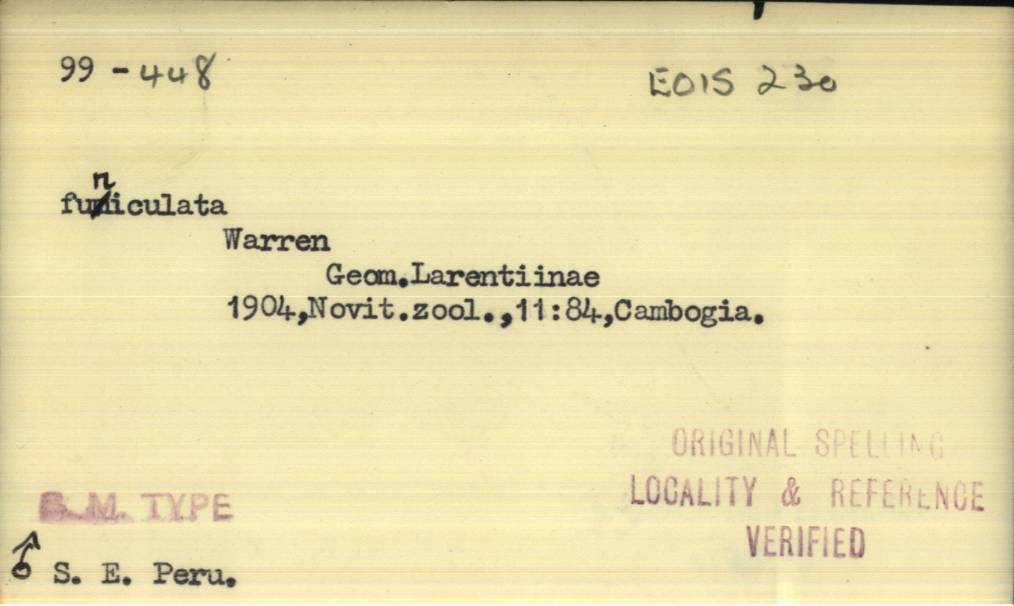 99 - 448
EOIS 230
funiculata
Warren
Geom.Larentiinae
1904,Novit.zool.,11:84,Cambogia.
ORIGINAL SPELLING
LOCALITY & REFERENCE
VERIFIED
B.M. TYPE
♂ S. E. Peru.